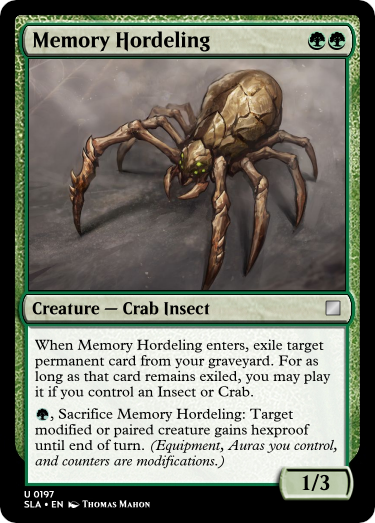 Memory Hordeling
Creature — Crab Insect
When Memory Hordeling enters, exile target
permanent card from your graveyard. For as
long as that card remains exiled, you may play
it if you control an Insect or Crab.
, Sacrifice Memory Hordeling: Target
modified or paired creature gains hexproof
until end of turn. (Equipment, Auras you control,
and counters are modifications.)
1/3
U 0197
SLA • EN Thomas Mahon